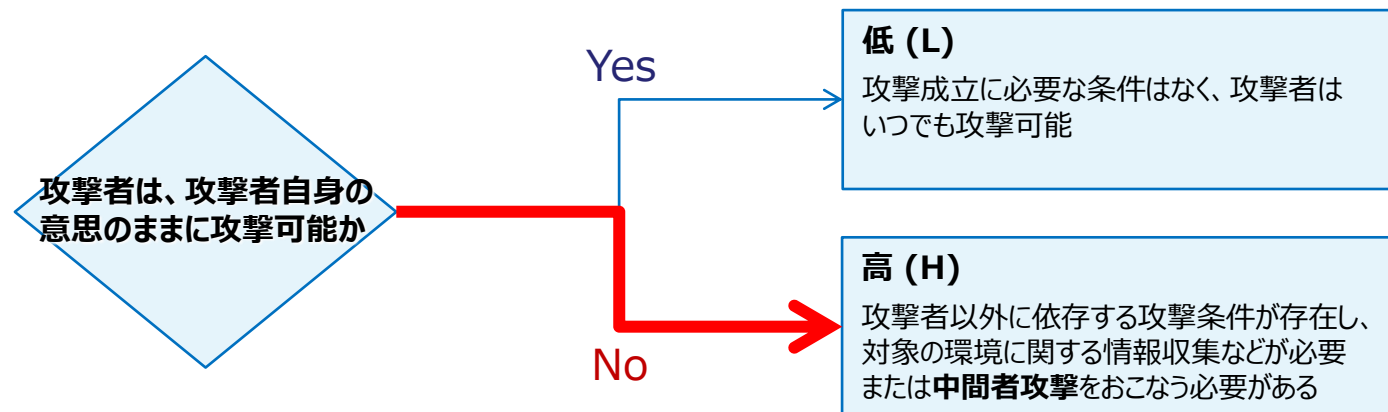 Yes
低 (L)
攻撃成立に必要な条件はなく、攻撃者は
いつでも攻撃可能
攻撃者は、攻撃者自身の
意思のままに攻撃可能か
高 (H)
攻撃者以外に依存する攻撃条件が存在し、
対象の環境に関する情報収集などが必要
または中間者攻撃をおこなう必要がある
No